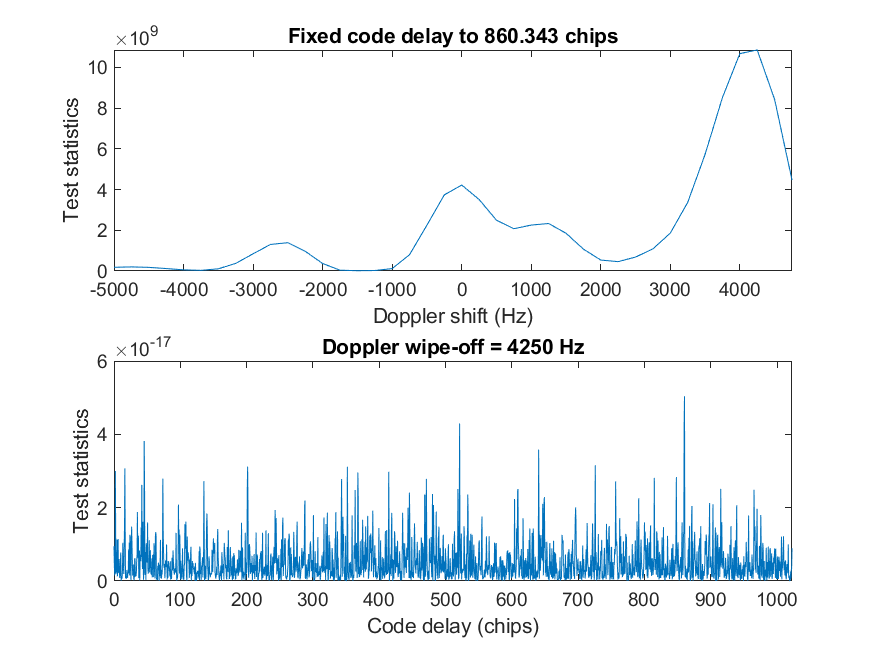 ×10^9
Fixed code delay to 860.343 chips
10
8
6
4
2
0
Test statistics
-5000 -4000 -3000 -2000 -1000 0 1000 2000 3000 4000
Doppler shift (Hz)
×10^-17
Doppler wipe-off = 4250 Hz
6
4
2
0
Test statistics
0 100 200 300 400 500 600 700 800 900 1000
Code delay (chips)